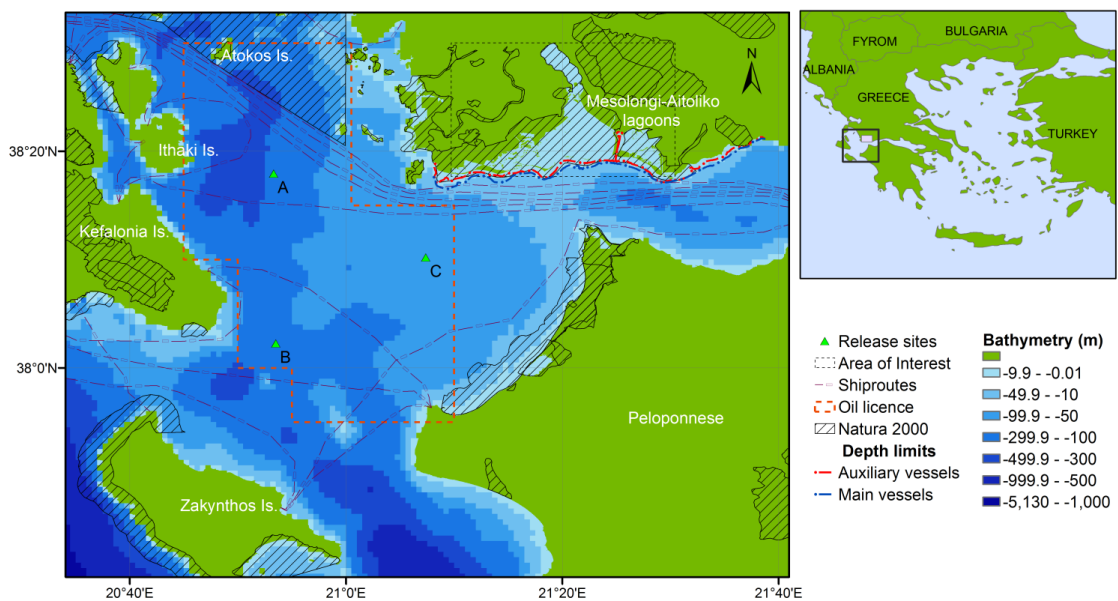 Atokos Is.
N
Mesolongi-Aitoliko
lagoons
38°20'N
Ithaki Is.
A
Kefalonia Is.
C
B
38°0'N
Peloponnese
Zakynthos Is.
20°40'E
21°0'E
21°20'E
21°40'E
BULGARIA
FYROM
ALBANIA
GREECE
TURKEY
Release sites
Area of Interest
Shiproutes
Oil licence
Natura 2000
Depth limits
Auxiliary vessels
Main vessels
Bathymetry (m)
-9.9 - -0.01
-49.9 - -10
-99.9 - -50
-299.9 - -100
-499.9 - -300
-999.9 - -500
-5,130 - -1,000